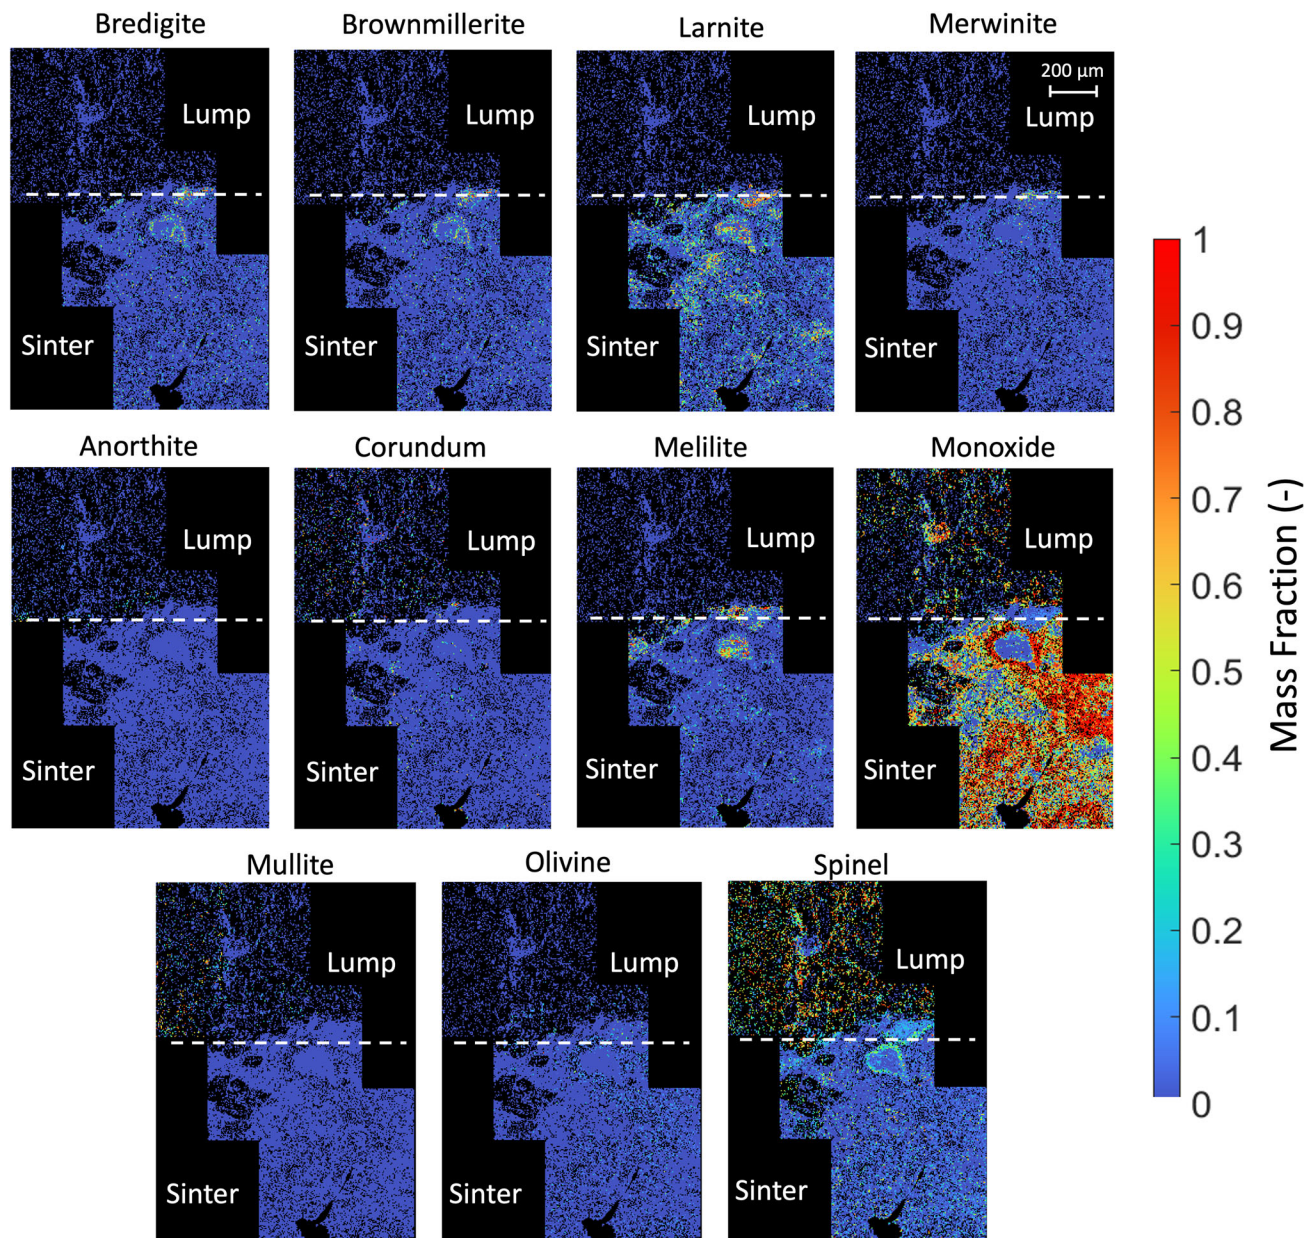 Bredigite
Brownmillerite
Larnite
Merwinite
200 µm
Lump
Lump
Lump
Lump
Sinter
Sinter
Sinter
Sinter
Anorthite
Corundum
Melilite
Monoxide
Lump
Lump
Lump
Lump
Sinter
Sinter
Sinter
Sinter
Mullite
Olivine
Spinel
Lump
Lump
Lump
Sinter
Sinter
Sinter
1
0.9
0.8
0.7
0.6
0.5
0.4
0.3
0.2
0.1
0
Mass Fraction (-)